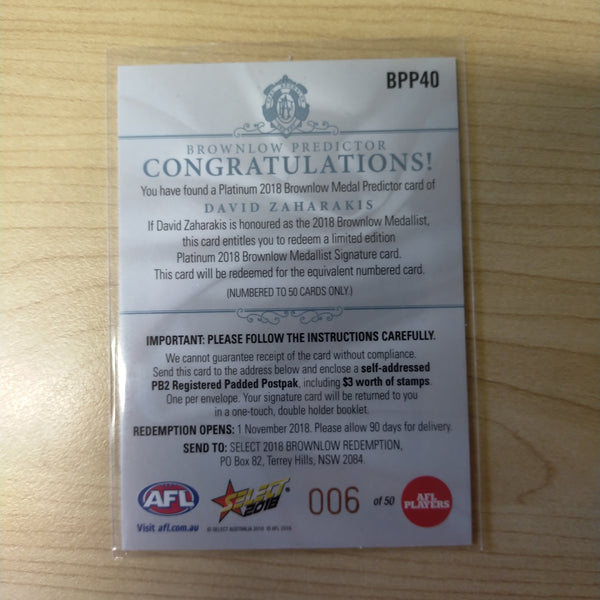 BPP40
BROWNLOW PREDICTOR
CONGRATULATIONS!
You have found a Platinum 2018 Brownlow Medal Predictor card of
DAVID ZAHARAKIS
If David Zaharakis is honoured as the 2018 Brownlow Medallist,
this card entitles you to redeem a limited edition
Platinum 2018 Brownlow Medallist Signature card.
This card will be redeemed for the equivalent numbered card.
(NUMBERED TO 50 CARDS ONLY.)
IMPORTANT: PLEASE FOLLOW THE INSTRUCTIONS CAREFULLY.
We cannot guarantee receipt of the card without compliance.
Send this card to the address below and enclose a self-addressed
PB2 Registered Padded Postpak, including $3 worth of stamps.
One per envelope. Your signature card will be returned to you
in a one-touch, double holder booklet.
REDEMPTION OPENS: 1 November 2018. Please allow 90 days for delivery.
SEND TO: SELECT 2018 BROWNLOW REDEMPTION,
PO Box 82, Terrey Hills, NSW 2084.
AFL
SELECT 2018
006 of 50
AFL PLAYERS
Visit afl.com.au
© SELECT AUSTRALIA 2018 © AFL 2018